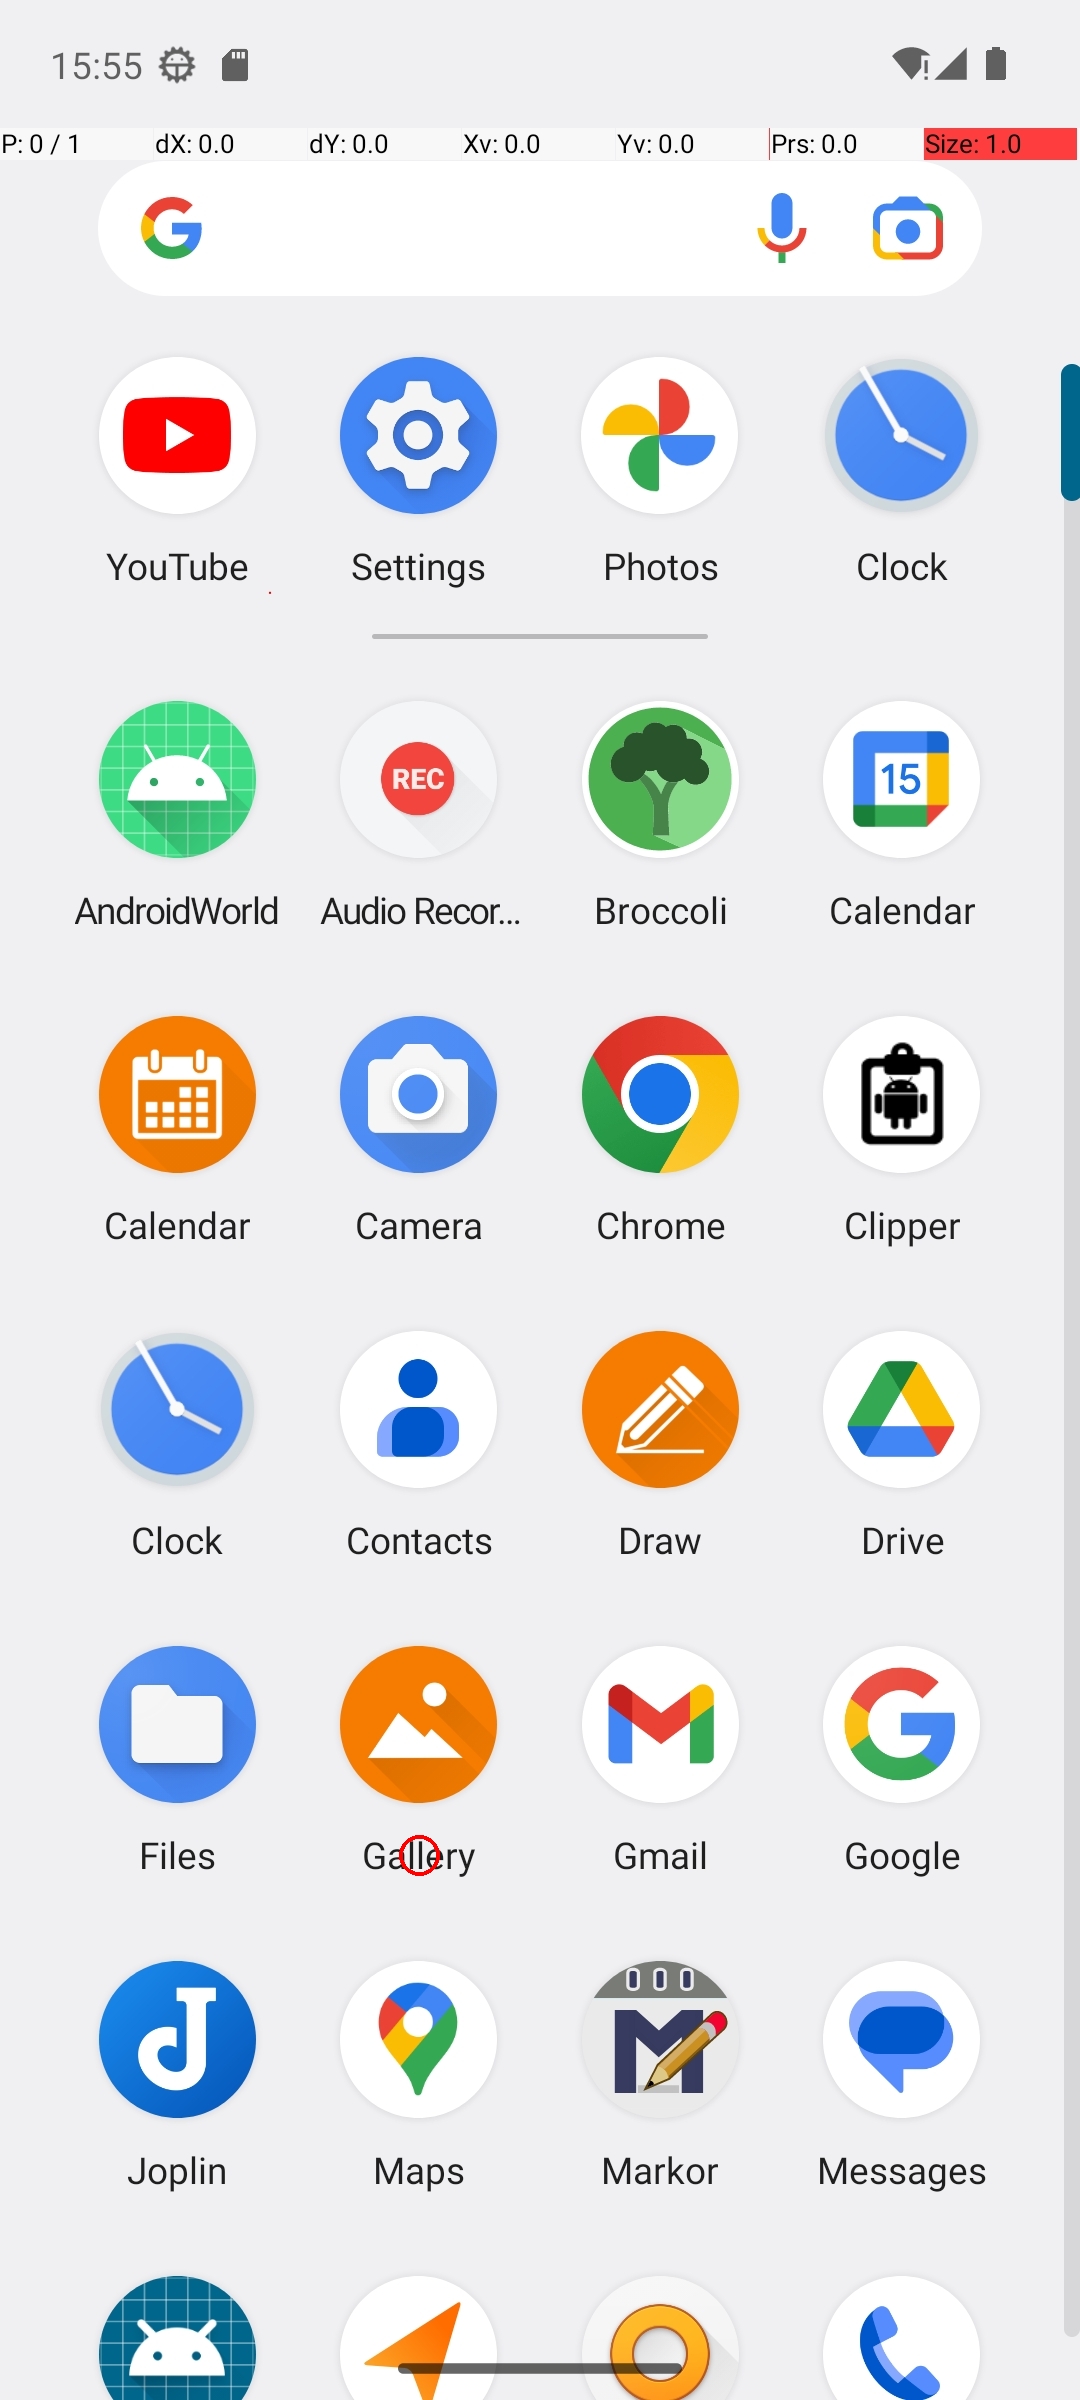 15:55
P: 0 / 1 dX: 0.0 dY: 0.0 Xv: 0.0 Yv: 0.0 Prs: 0.0 Size: 1.0
YouTube Settings Photos Clock
REC
15
AndroidWorld Audio Recor... Broccoli Calendar
Calendar Camera Chrome Clipper
Clock Contacts Draw Drive
Files Gallery Gmail Google
Joplin Maps Markor Messages